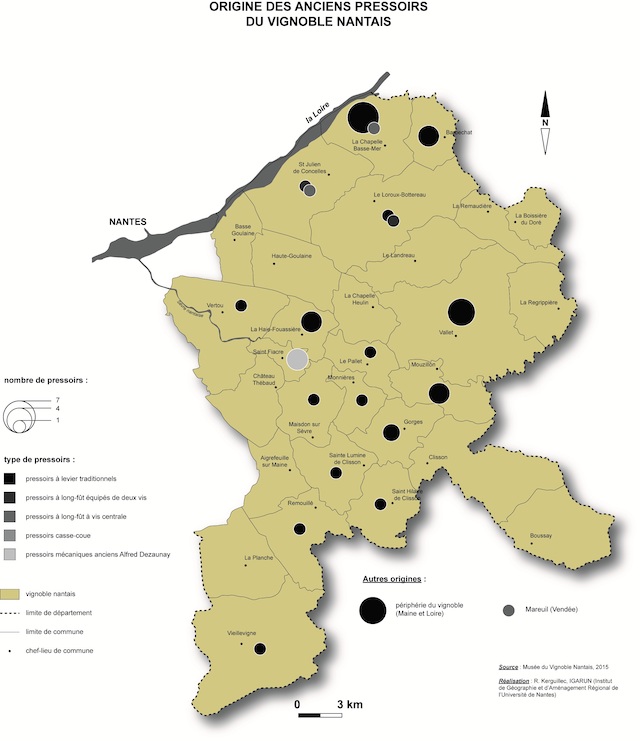 ORIGINE DES ANCIENS PRESSOIRS
DU VIGNOBLE NANTAIS
la Loire
N
La Chapelle
Basse-Mer
Barbechat
St Julien
de Concelles
Le Loroux-Bottereau
La Remaudière
La Boissière
du Doré
NANTES
Basse
Goulaine
Haute-Goulaine
Le Landreau
La Chapelle
Heulin
La Regrippière
Vertou
La Haie-Fouassière
Vallet
Saint Fiacre
Le Pallet
Mouzillon
Château
Thébaud
Monnières
Maisdon sur
Sèvre
Gorges
Aigrefeuille
sur Maine
Sainte Lumine
de Clisson
Clisson
Remouillé
Saint Hilaire
de Clisson
Boussay
La Planche
Vieillevigne
nombre de pressoirs :
7
4
1
type de pressoirs :
pressoirs à levier traditionnels
pressoirs à long-fût équipés de deux vis
pressoirs à long-fût à vis centrale
pressoirs casse-coue
pressoirs mécaniques anciens Alfred Dezaunay
vignoble nantais
limite de département
limite de commune
chef-lieu de commune
Autres origines :
périphérie du vignoble
(Maine et Loire)
Mareuil (Vendée)
0 3 km
Source : Musée du Vignoble Nantais, 2015
Réalisation : R. Kerguillec, IGARUN (Institut
de Géographie et d'Aménagement Régional de
l'Université de Nantes)